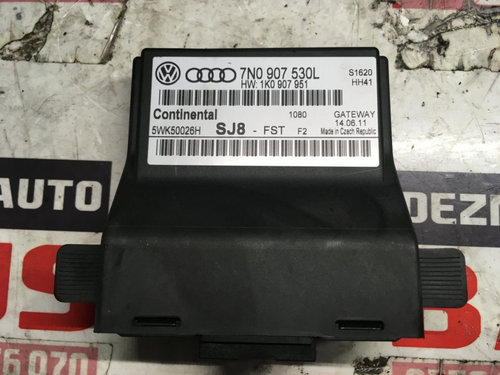 7N0 907 530L
HW: 1K0 907 951
S1620
HH41
Continental
1080
GATEWAY
14.06.11
5WK50026H
SJ8 - FST
F2
Made in Czech Republic
AUTO
DEZM